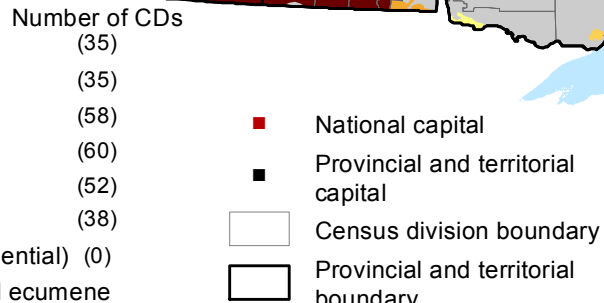 Number of CDs
(35)
(35)
(58)
(60)
(52)
(38)
ential) (0)
ecumene
National capital
Provincial and territorial
capital
Census division boundary
Provincial and territorial
boundary